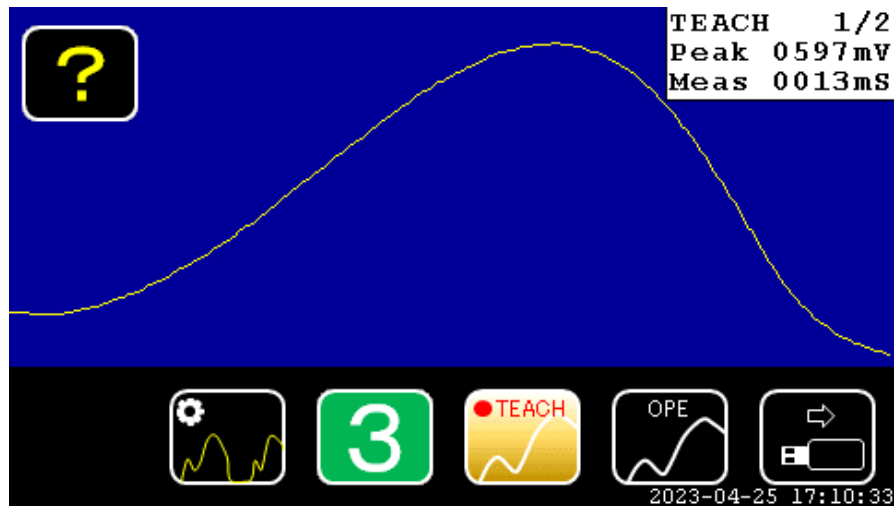 TEACH 1/2
Peak 0597mV
Meas 0013mS
?
3
TEACH
OPE
2023-04-25 17:10:33